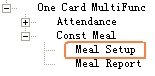 One Card MultiFunc
Attendance
Const Meal
Meal Setup
Meal Report